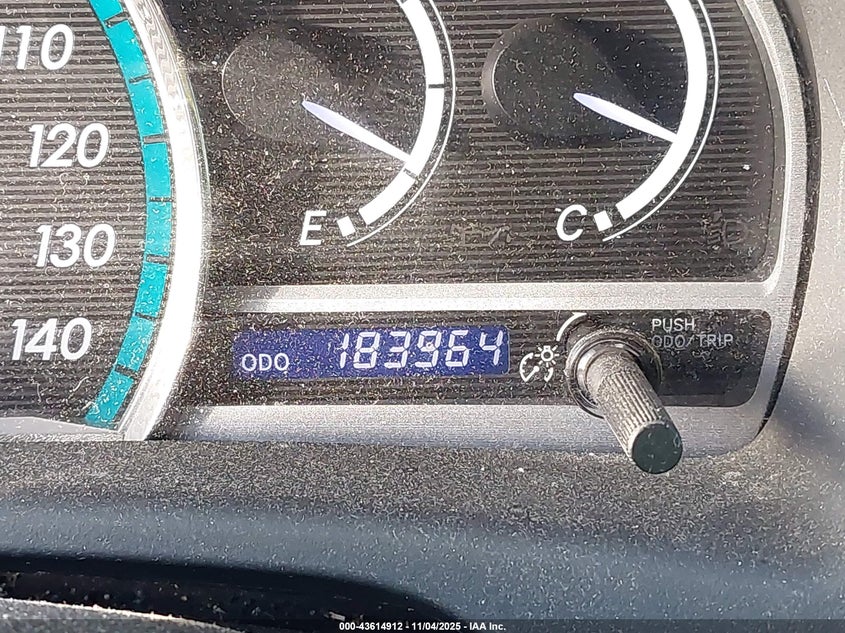 110
120
130
140
E
C
ODO 183964
PUSH
ODO/TRIP
000-43614912 - 11/04/2025 - IAA Inc.